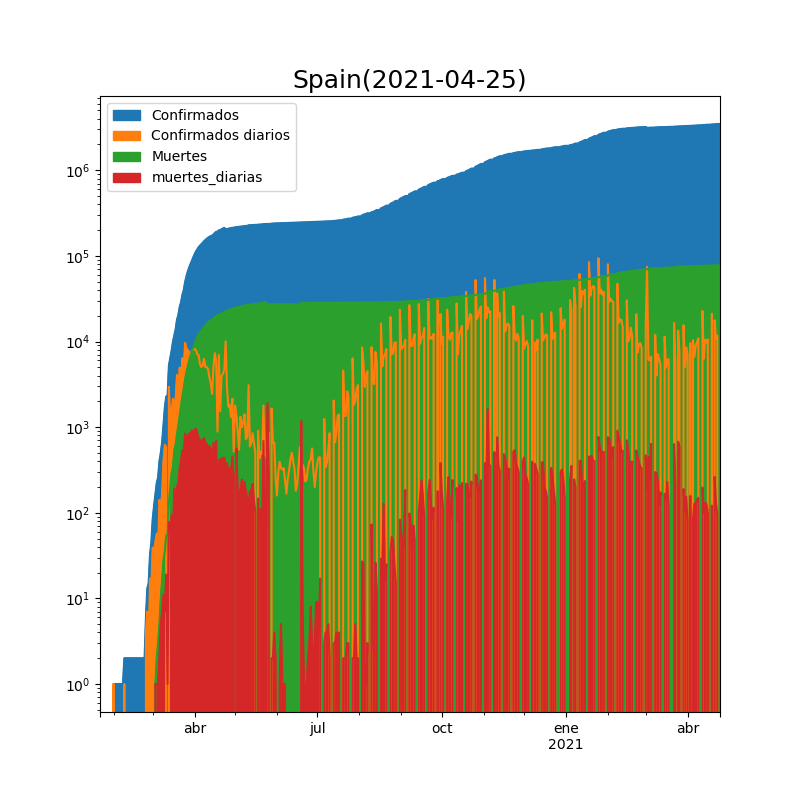 Spain(2021-04-25)
Confirmados
Confirmados diarios
Muertes
muertes_diarias
10^6
10^5
10^4
10^3
10^2
10^1
10^0
abr jul oct ene abr
2021